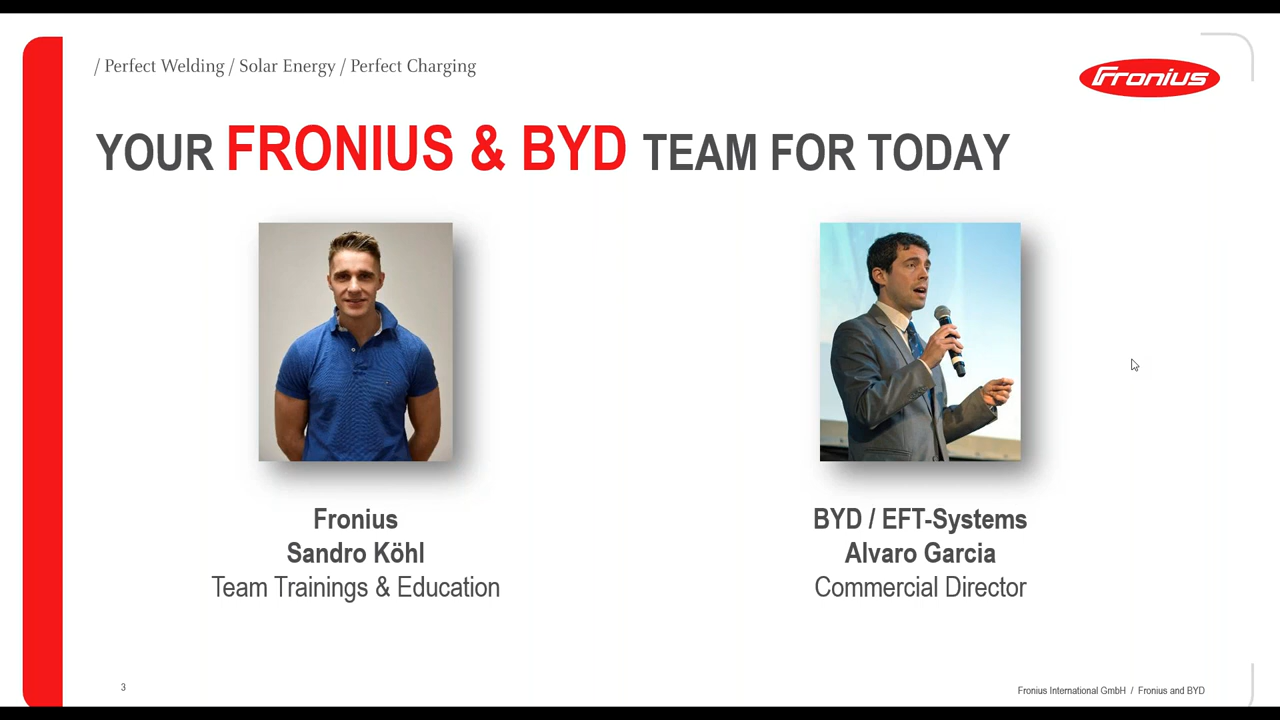 / Perfect Welding / Solar Energy / Perfect Charging
Fronius
YOUR FRONIUS & BYD TEAM FOR TODAY
Fronius
Sandro Köhl
Team Trainings & Education
BYD / EFT-Systems
Alvaro Garcia
Commercial Director
3
Fronius International GmbH / Fronius and BYD